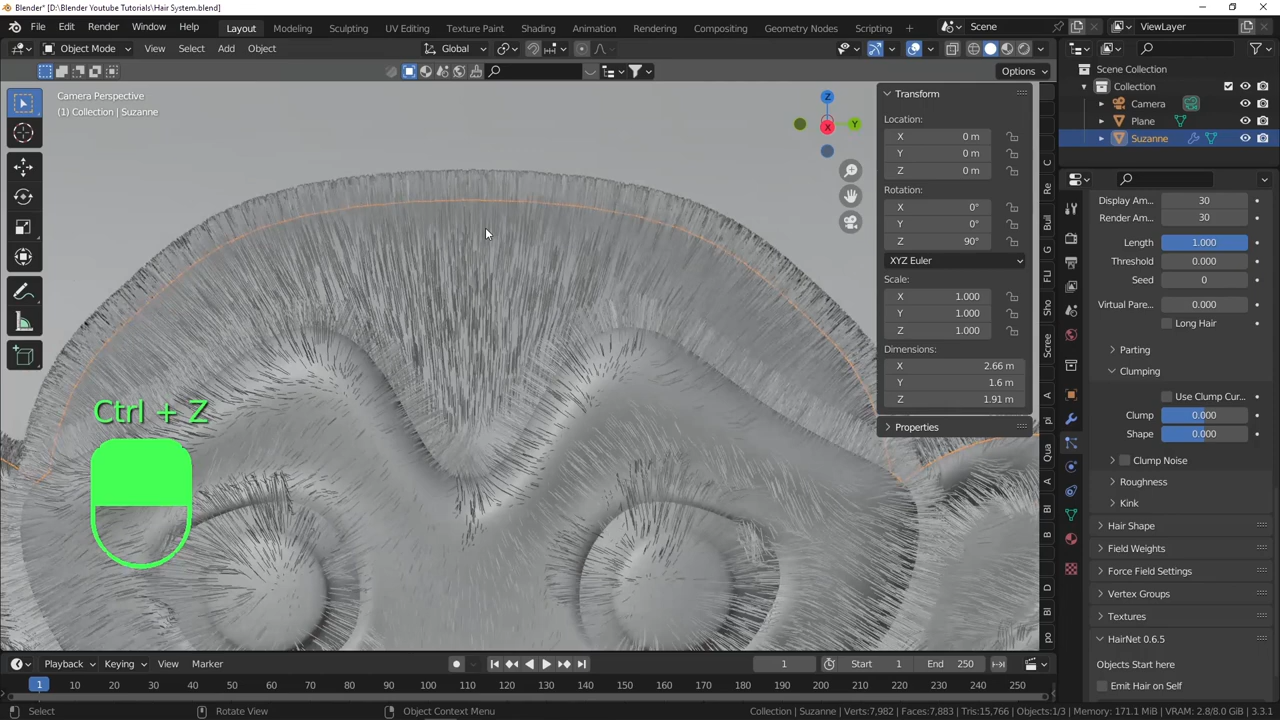 Blender* [D:\Blender Youtube Tutorials\Hair System.blend]
File Edit Render Window Help Layout Modeling Sculpting UV Editing Texture Paint Shading Animation Rendering Compositing Geometry Nodes Scripting Scene ViewLayer
Object Mode View Select Add Object Global
Options
Camera Perspective
(1) Collection | Suzanne
Z
Y
X
Transform
Location:
X 0 m
Y 0 m
Z 0 m
Rotation:
X 0°
Y 0°
Z 90°
XYZ Euler
Scale:
X 1.000
Y 1.000
Z 1.000
Dimensions:
X 2.66 m
Y 1.6 m
Z 1.91 m
Properties
C
Re
Buil
G
FLI
Sho
Scree
A
pi
Qua
A
Bl
B
D
Bl
po
Scene Collection
Collection
Camera
Plane
Suzanne
Display Am... 30
Render Am... 30
Length 1.000
Threshold 0.000
Seed 0
Virtual Pare... 0.000
Long Hair
Parting
Clumping
Use Clump Cur...
Clump 0.000
Shape 0.000
Clump Noise
Roughness
Kink
Hair Shape
Field Weights
Force Field Settings
Vertex Groups
Textures
HairNet 0.6.5
Objects Start here
Emit Hair on Self
Ctrl + Z
Playback Keying View Marker 1 Start 1 End 250
1 10 20 30 40 50 60 70 80 90 100 110 120 130 140 150 160 170 180 190 200 210 220 230 240 250
Select Rotate View Object Context Menu Collection | Suzanne | Verts:7,982 | Faces:7,883 | Tris:15,766 | Objects:1/3 | Memory: 171.1 MiB | VRAM: 2.8/8.0 GiB | 3.3.1